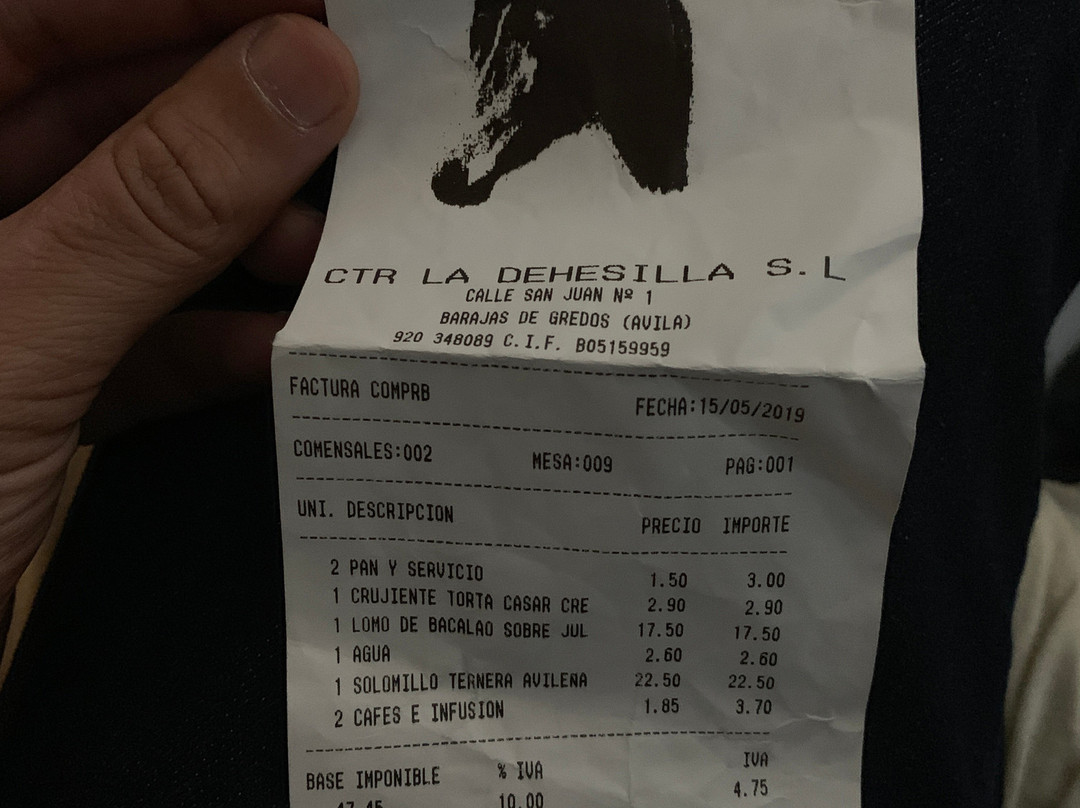 CTR LA DEHESILLA S.L
CALLE SAN JUAN Nº 1
BARAJAS DE GREDOS (AVILA)
920 348089 C.I.F. B05159959
FACTURA COMPRB FECHA:15/05/2019
COMENSALES:002 MESA:009 PAG:001
UNI. DESCRIPCION PRECIO IMPORTE
2 PAN Y SERVICIO 1.50 3.00
1 CRUJIENTE TORTA CASAR CRE 2.90 2.90
1 LOMO DE BACALAO SOBRE JUL 17.50 17.50
1 AGUA 2.60 2.60
1 SOLOMILLO TERNERA AVILEÑA 22.50 22.50
2 CAFES E INFUSION 1.85 3.70
BASE IMPONIBLE % IVA IVA
47.45 10.00 4.75